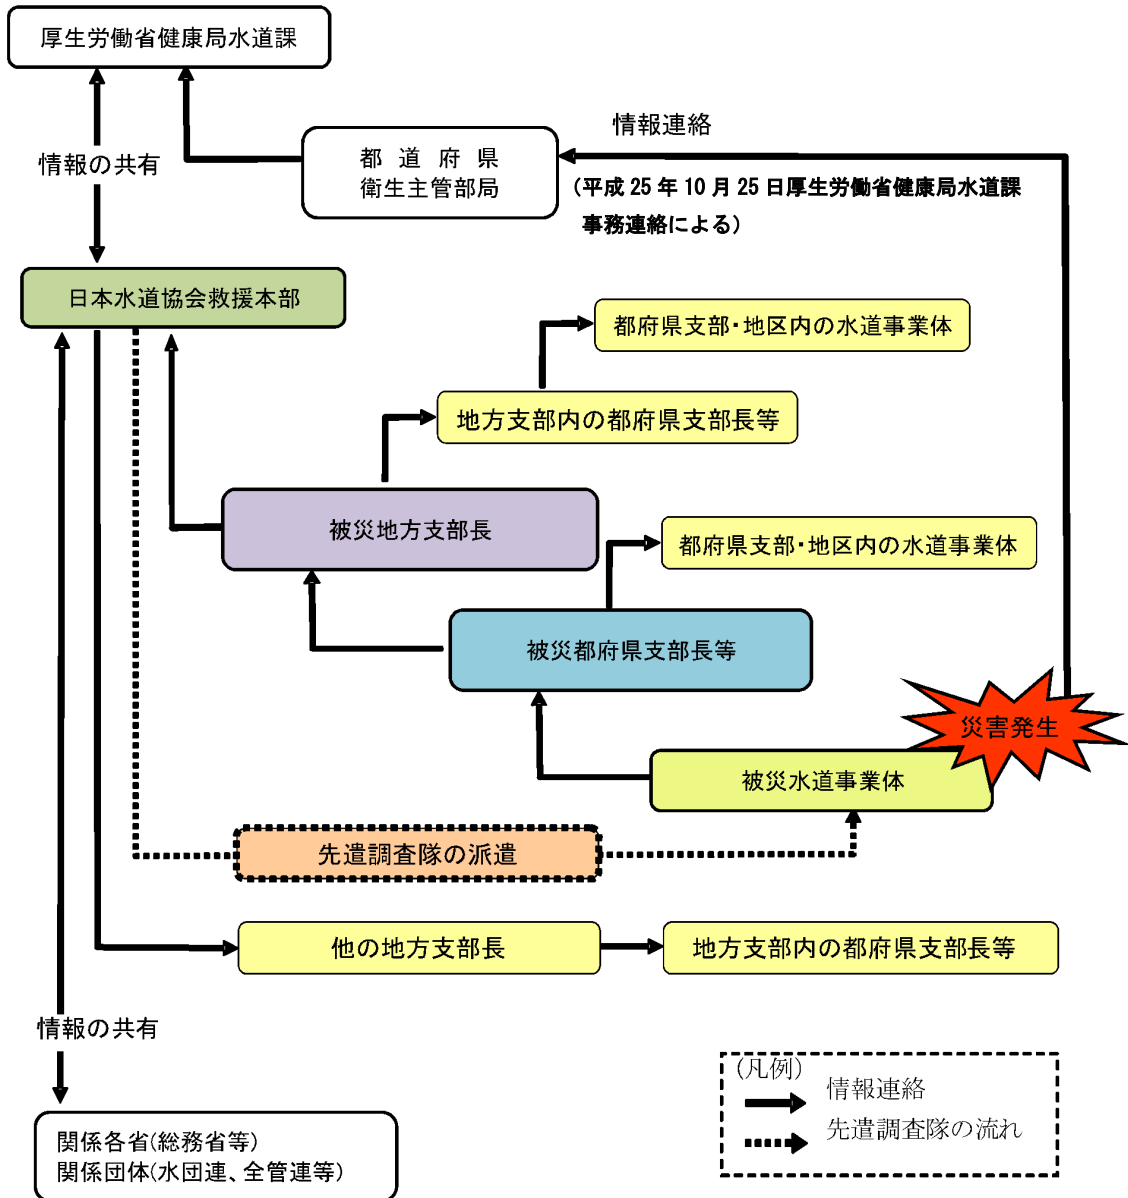 厚生労働省健康局水道課
情報連絡
都道府県
衛生主管部局
情報の共有
(平成25年10月25日厚生労働省健康局水道課
事務連絡による)
日本水道協会救援本部
都府県支部・地区内の水道事業体
地方支部内の都府県支部長等
被災地方支部長
都府県支部・地区内の水道事業体
被災都府県支部長等
災害発生
被災水道事業体
先遣調査隊の派遣
他の地方支部長
地方支部内の都府県支部長等
情報の共有
(凡例)
情報連絡
先遣調査隊の流れ
関係各省(総務省等)
関係団体(水団連、全管連等)